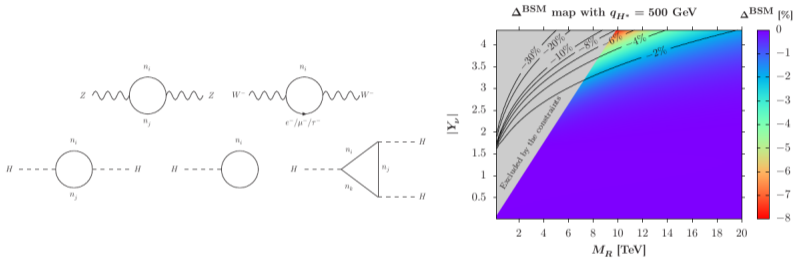 n_i
Z
Z
n_j
n_i
W⁻
W⁻
e⁻/μ⁻/τ⁻
n_i
H
H
n_j
n_i
H
H
n_i
n_j
n_k
H
H
Δ^BSM map with q_H* = 500 GeV
Δ^BSM [%]
|Y_ν|
4
3.5
3
2.5
2
1.5
1
0.5
−30%
−20%
−10%
−8%
−6%
−4%
−2%
Excluded by the constraints
2 4 6 8 10 12 14 16 18 20
M_R [TeV]
0
−1
−2
−3
−4
−5
−6
−7
−8